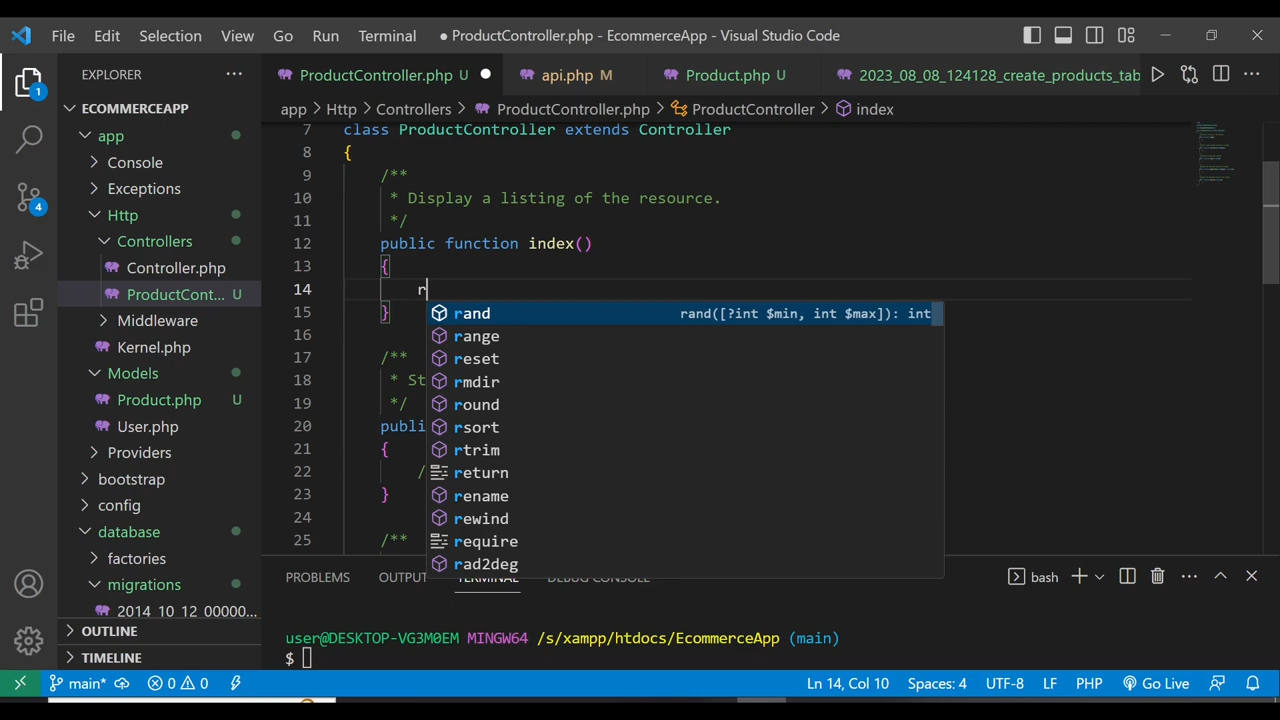 File Edit Selection View Go Run Terminal ● ProductController.php - EcommerceApp - Visual Studio Code
EXPLORER
ProductController.php U
api.php M
Product.php U
2023_08_08_124128_create_products_tab
app > Http > Controllers > ProductController.php > ProductController > index
ECOMMERCEAPP
app
Console
Exceptions
Http
Controllers
Controller.php
ProductCont... U
Middleware
Kernel.php
Models
Product.php U
User.php
Providers
bootstrap
config
database
factories
migrations
2014_10_12_00000...
OUTLINE
TIMELINE
1
4
7 class ProductController extends Controller
8 {
9 /**
10 * Display a listing of the resource.
11 */
12 public function index()
13 {
14 r
15 }
16
17 /**
18 * St
19 */
20 publi
21 {
22 /
23 }
24
25 /**
rand rand([?int $min, int $max]): int
range
reset
rmdir
round
rsort
rtrim
return
rename
rewind
require
rad2deg
PROBLEMS OUTPUT TERMINAL DEBUG CONSOLE
bash
user@DESKTOP-VG3M0EM MINGW64 /s/xampp/htdocs/EcommerceApp (main)
$
main* 0 0 Ln 14, Col 10 Spaces: 4 UTF-8 LF PHP Go Live